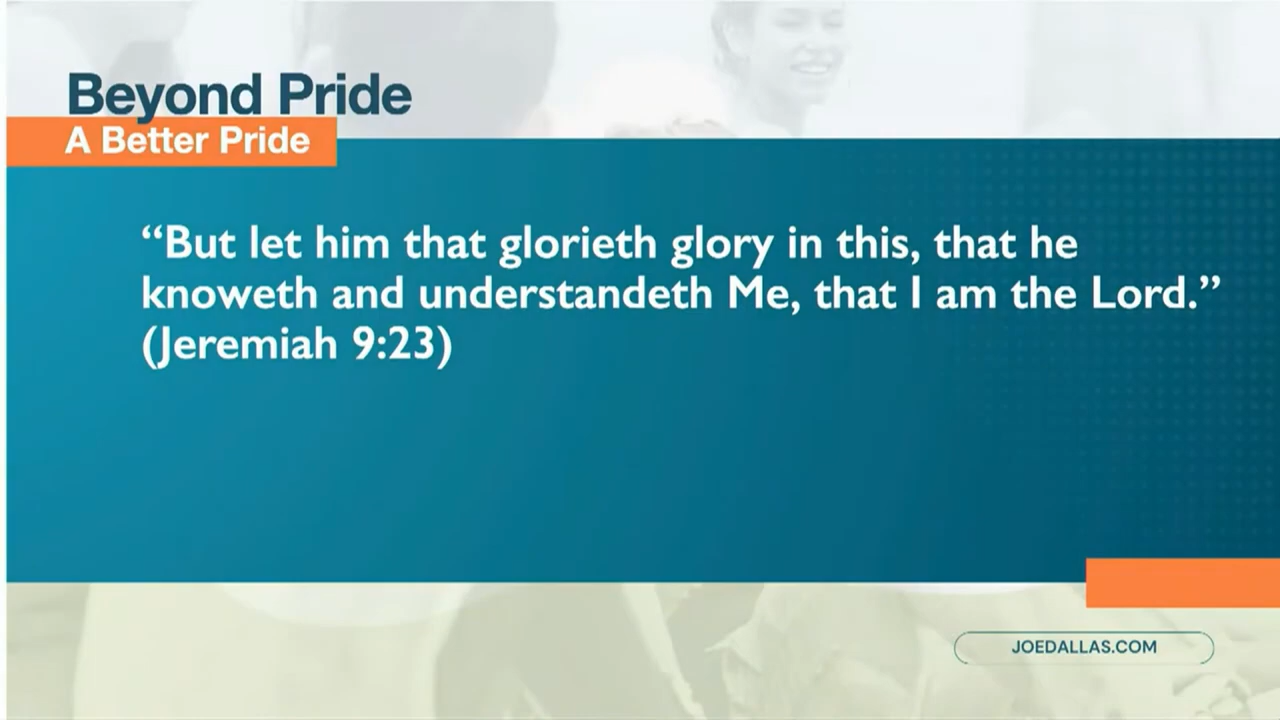 Beyond Pride
A Better Pride
“But let him that glorieth glory in this, that he
knoweth and understandeth Me, that I am the Lord.”
(Jeremiah 9:23)
JOEDALLAS.COM